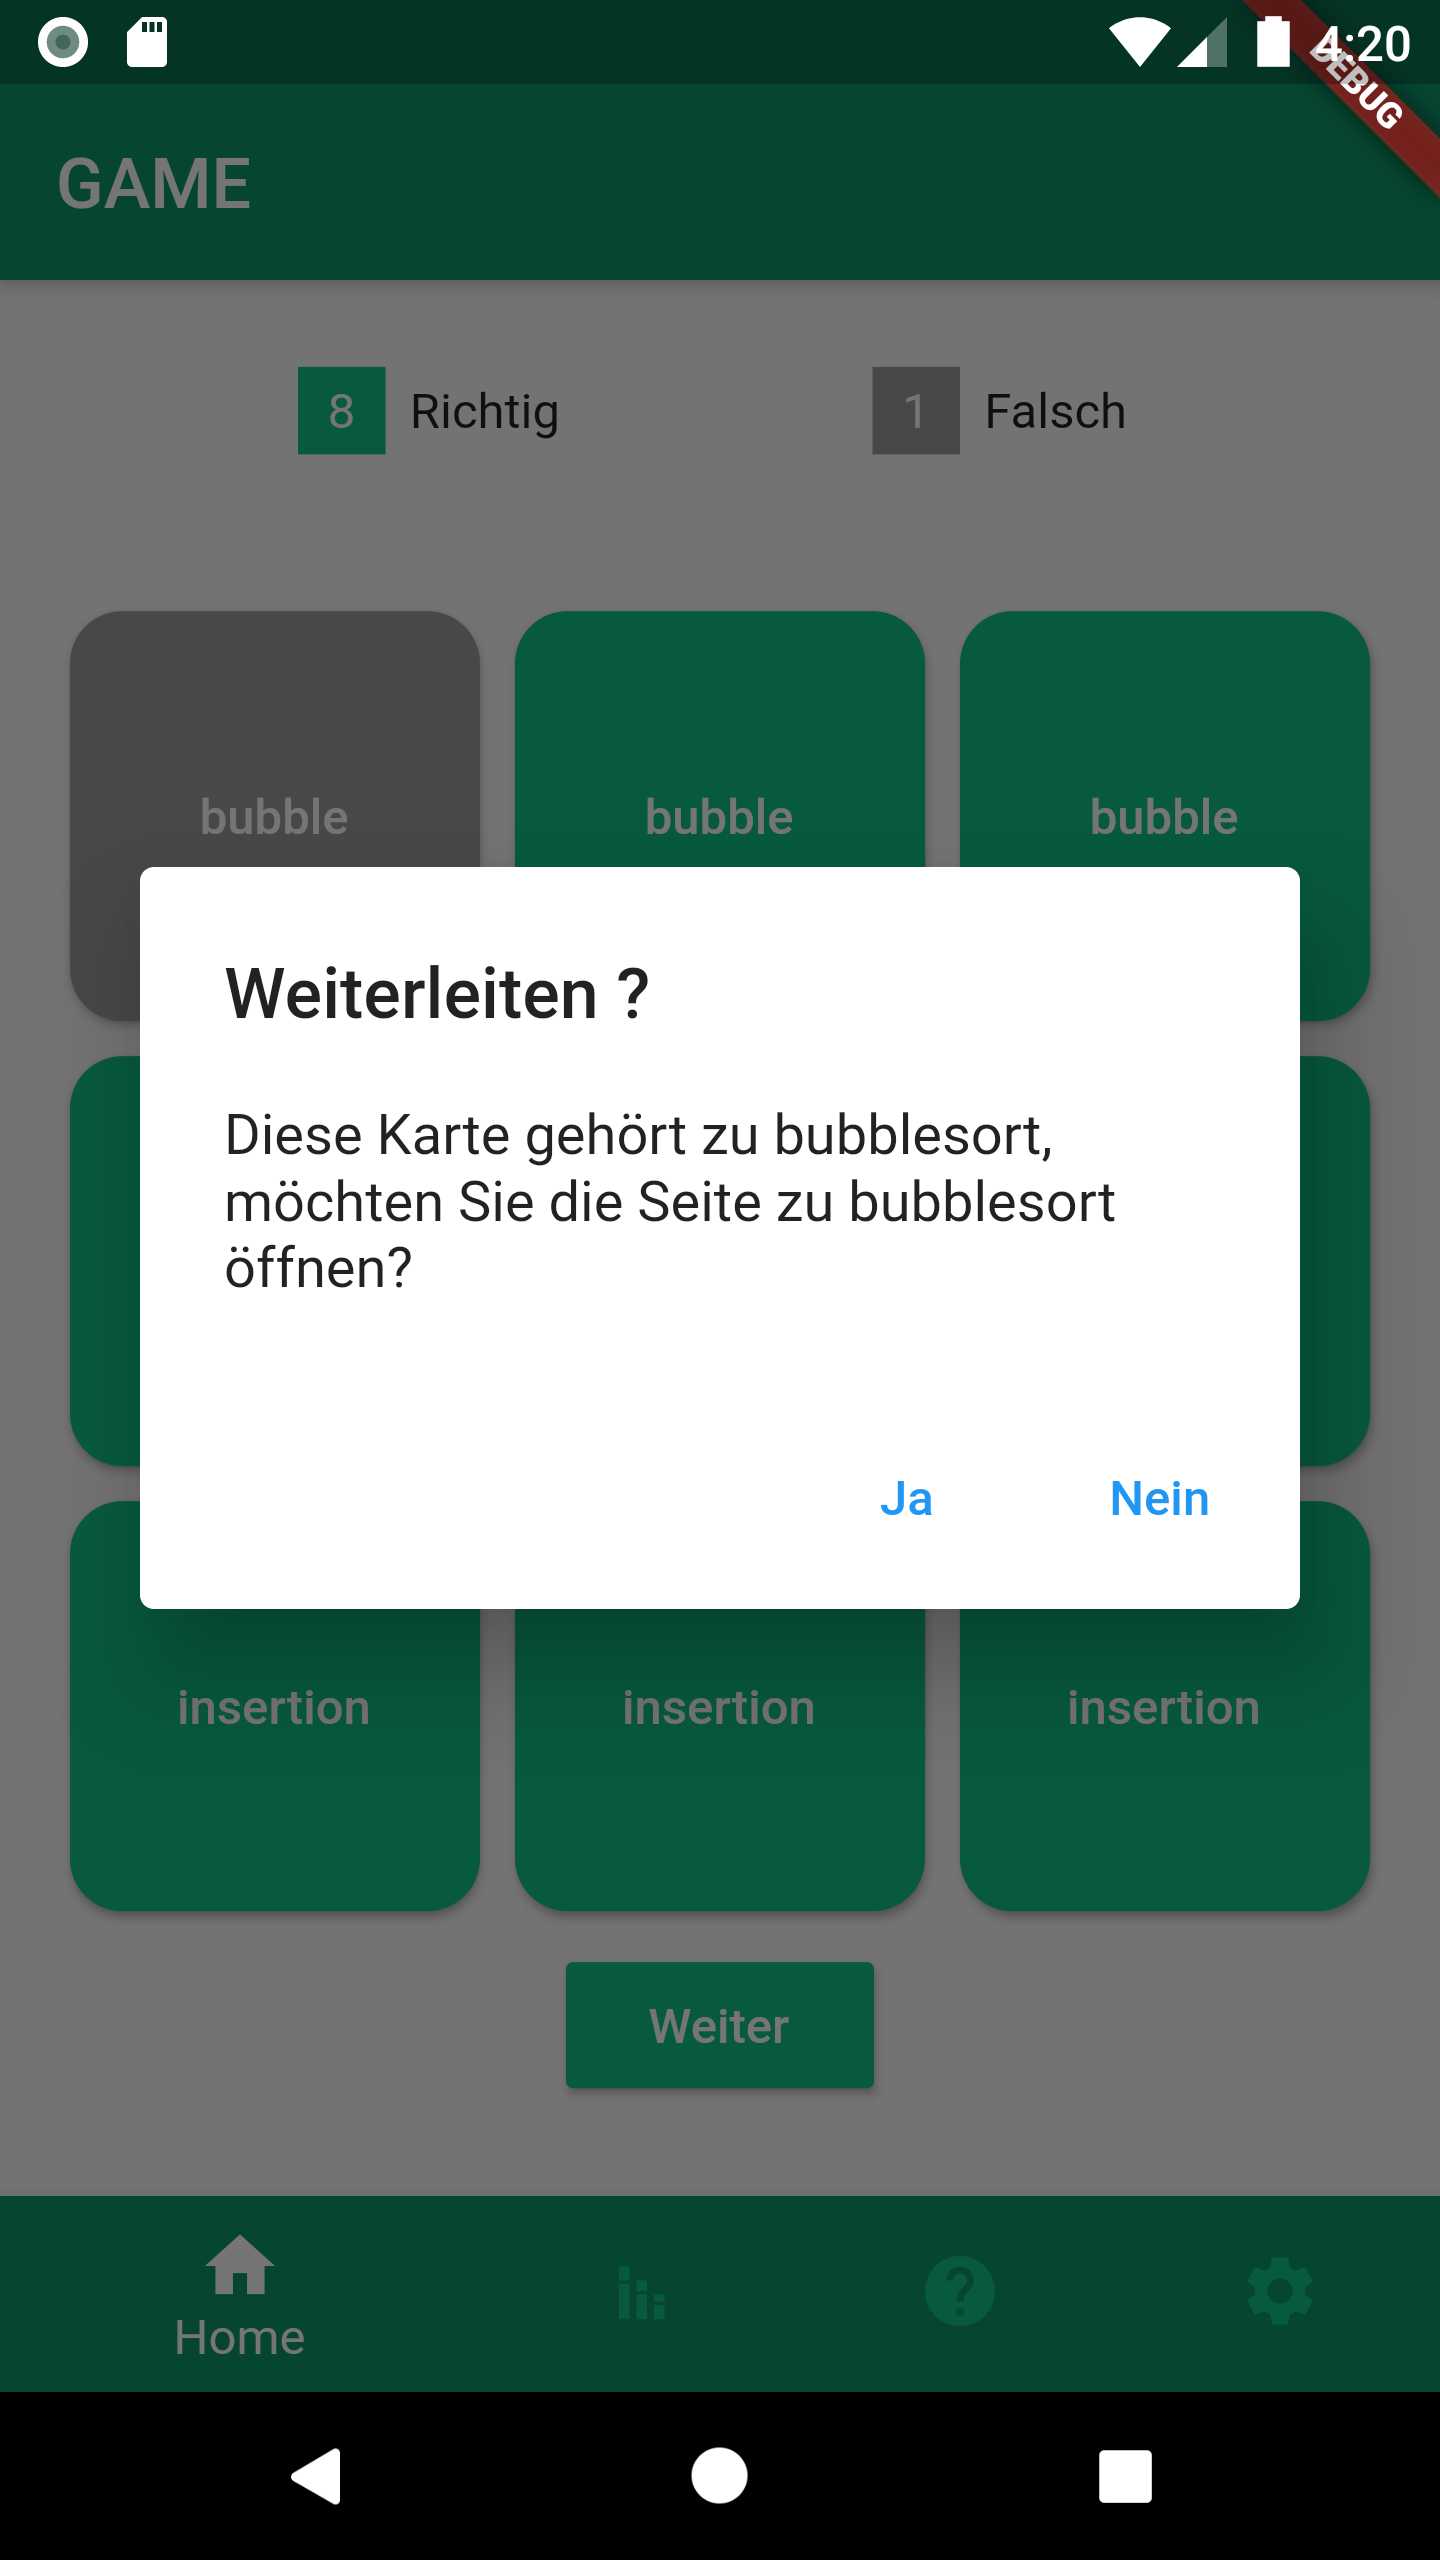 4:20
DEBUG
GAME
8 Richtig 1 Falsch
bubble bubble bubble
Weiterleiten ?
Diese Karte gehört zu bubblesort,
möchten Sie die Seite zu bubblesort
öffnen?
Ja Nein
insertion insertion insertion
Weiter
Home